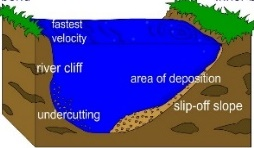 fastest
velocity
river cliff
area of deposition
slip-off slope
undercutting